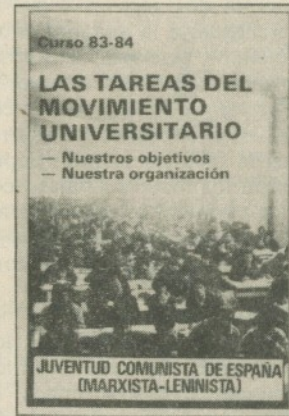 Curso 83-84
LAS TAREAS DEL
MOVIMIENTO
UNIVERSITARIO
— Nuestros objetivos
— Nuestra organización
JUVENTUD COMUNISTA DE ESPAÑA
(MARXISTA-LENINISTA)